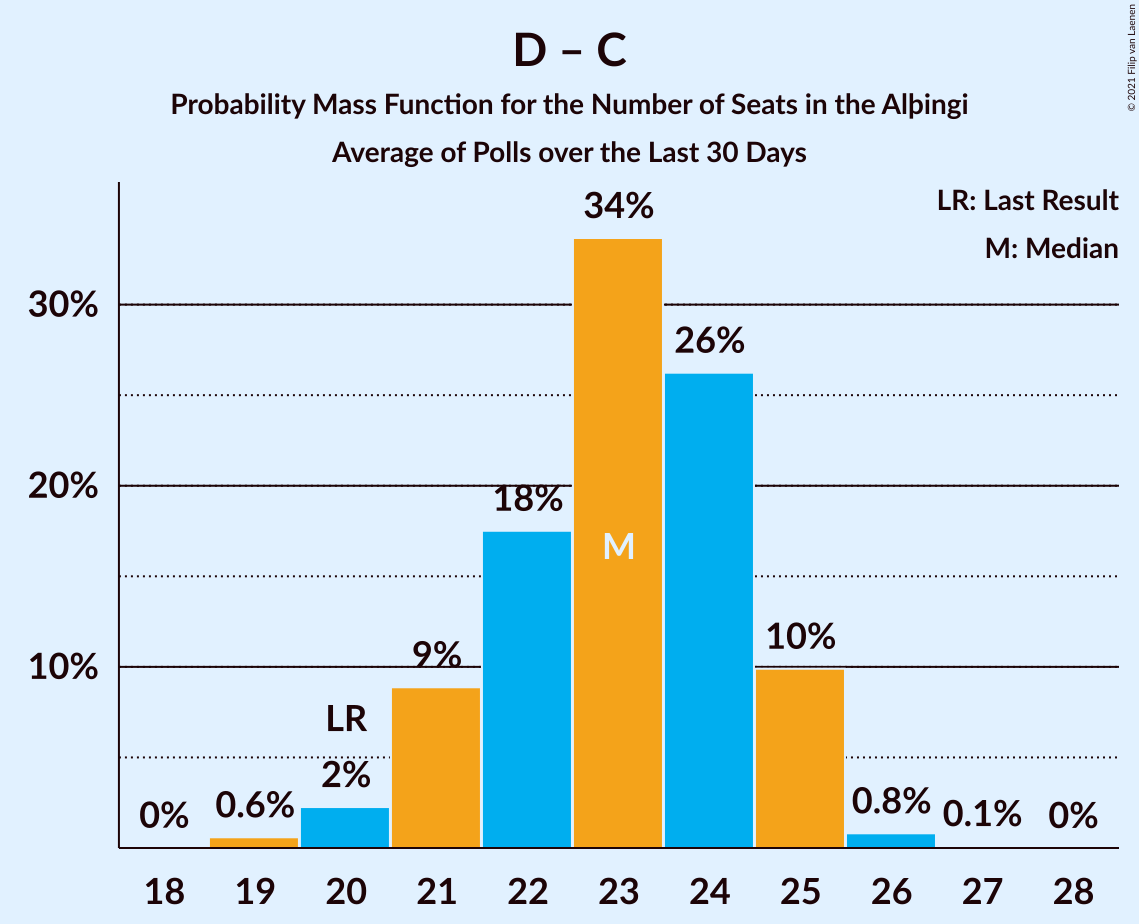 D – C
Probability Mass Function for the Number of Seats in the Alþingi
Average of Polls over the Last 30 Days
© 2021 Filip van Laenen
LR: Last Result
M: Median
30%
20%
10%
0%
0.6%
LR
2%
9%
18%
34%
M
26%
10%
0.8%
0.1%
0%
18 19 20 21 22 23 24 25 26 27 28